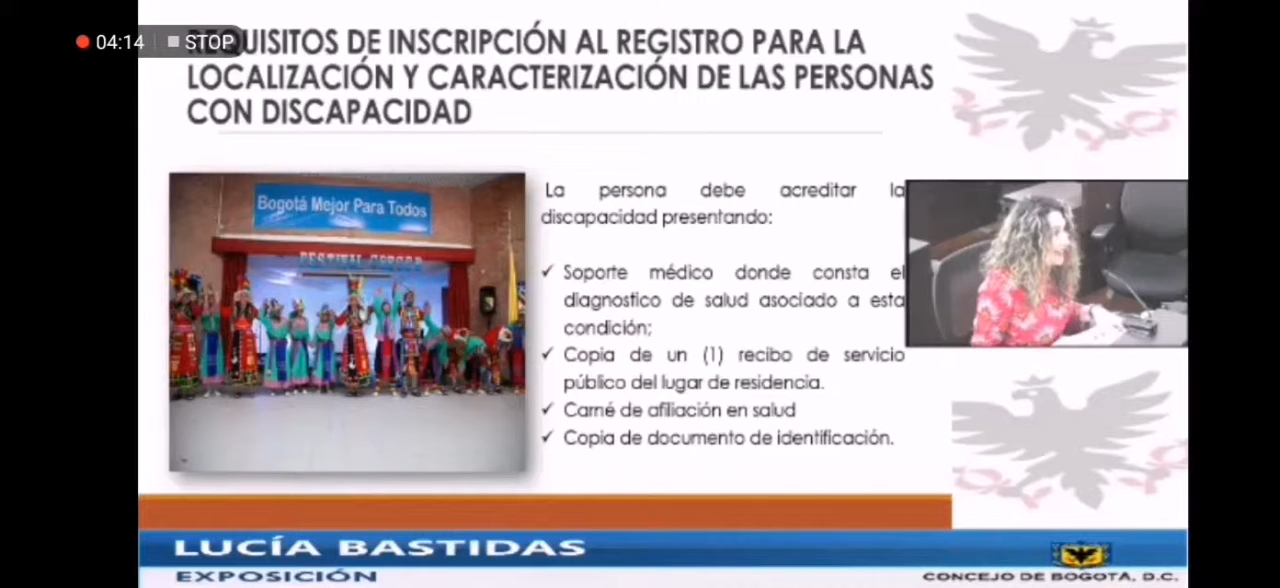 04:14 STOP
REQUISITOS DE INSCRIPCIÓN AL REGISTRO PARA LA
LOCALIZACIÓN Y CARACTERIZACIÓN DE LAS PERSONAS
CON DISCAPACIDAD
Bogotá Mejor Para Todos
FESTIVAL
La persona debe acreditar la
discapacidad presentando:
✓ Soporte médico donde consta el
diagnostico de salud asociado a esta
condición;
✓ Copia de un (1) recibo de servicio
público del lugar de residencia.
✓ Carné de afiliación en salud
✓ Copia de documento de identificación.
LUCÍA BASTIDAS
EXPOSICIÓN
CONCEJO DE BOGOTÁ, D.C.